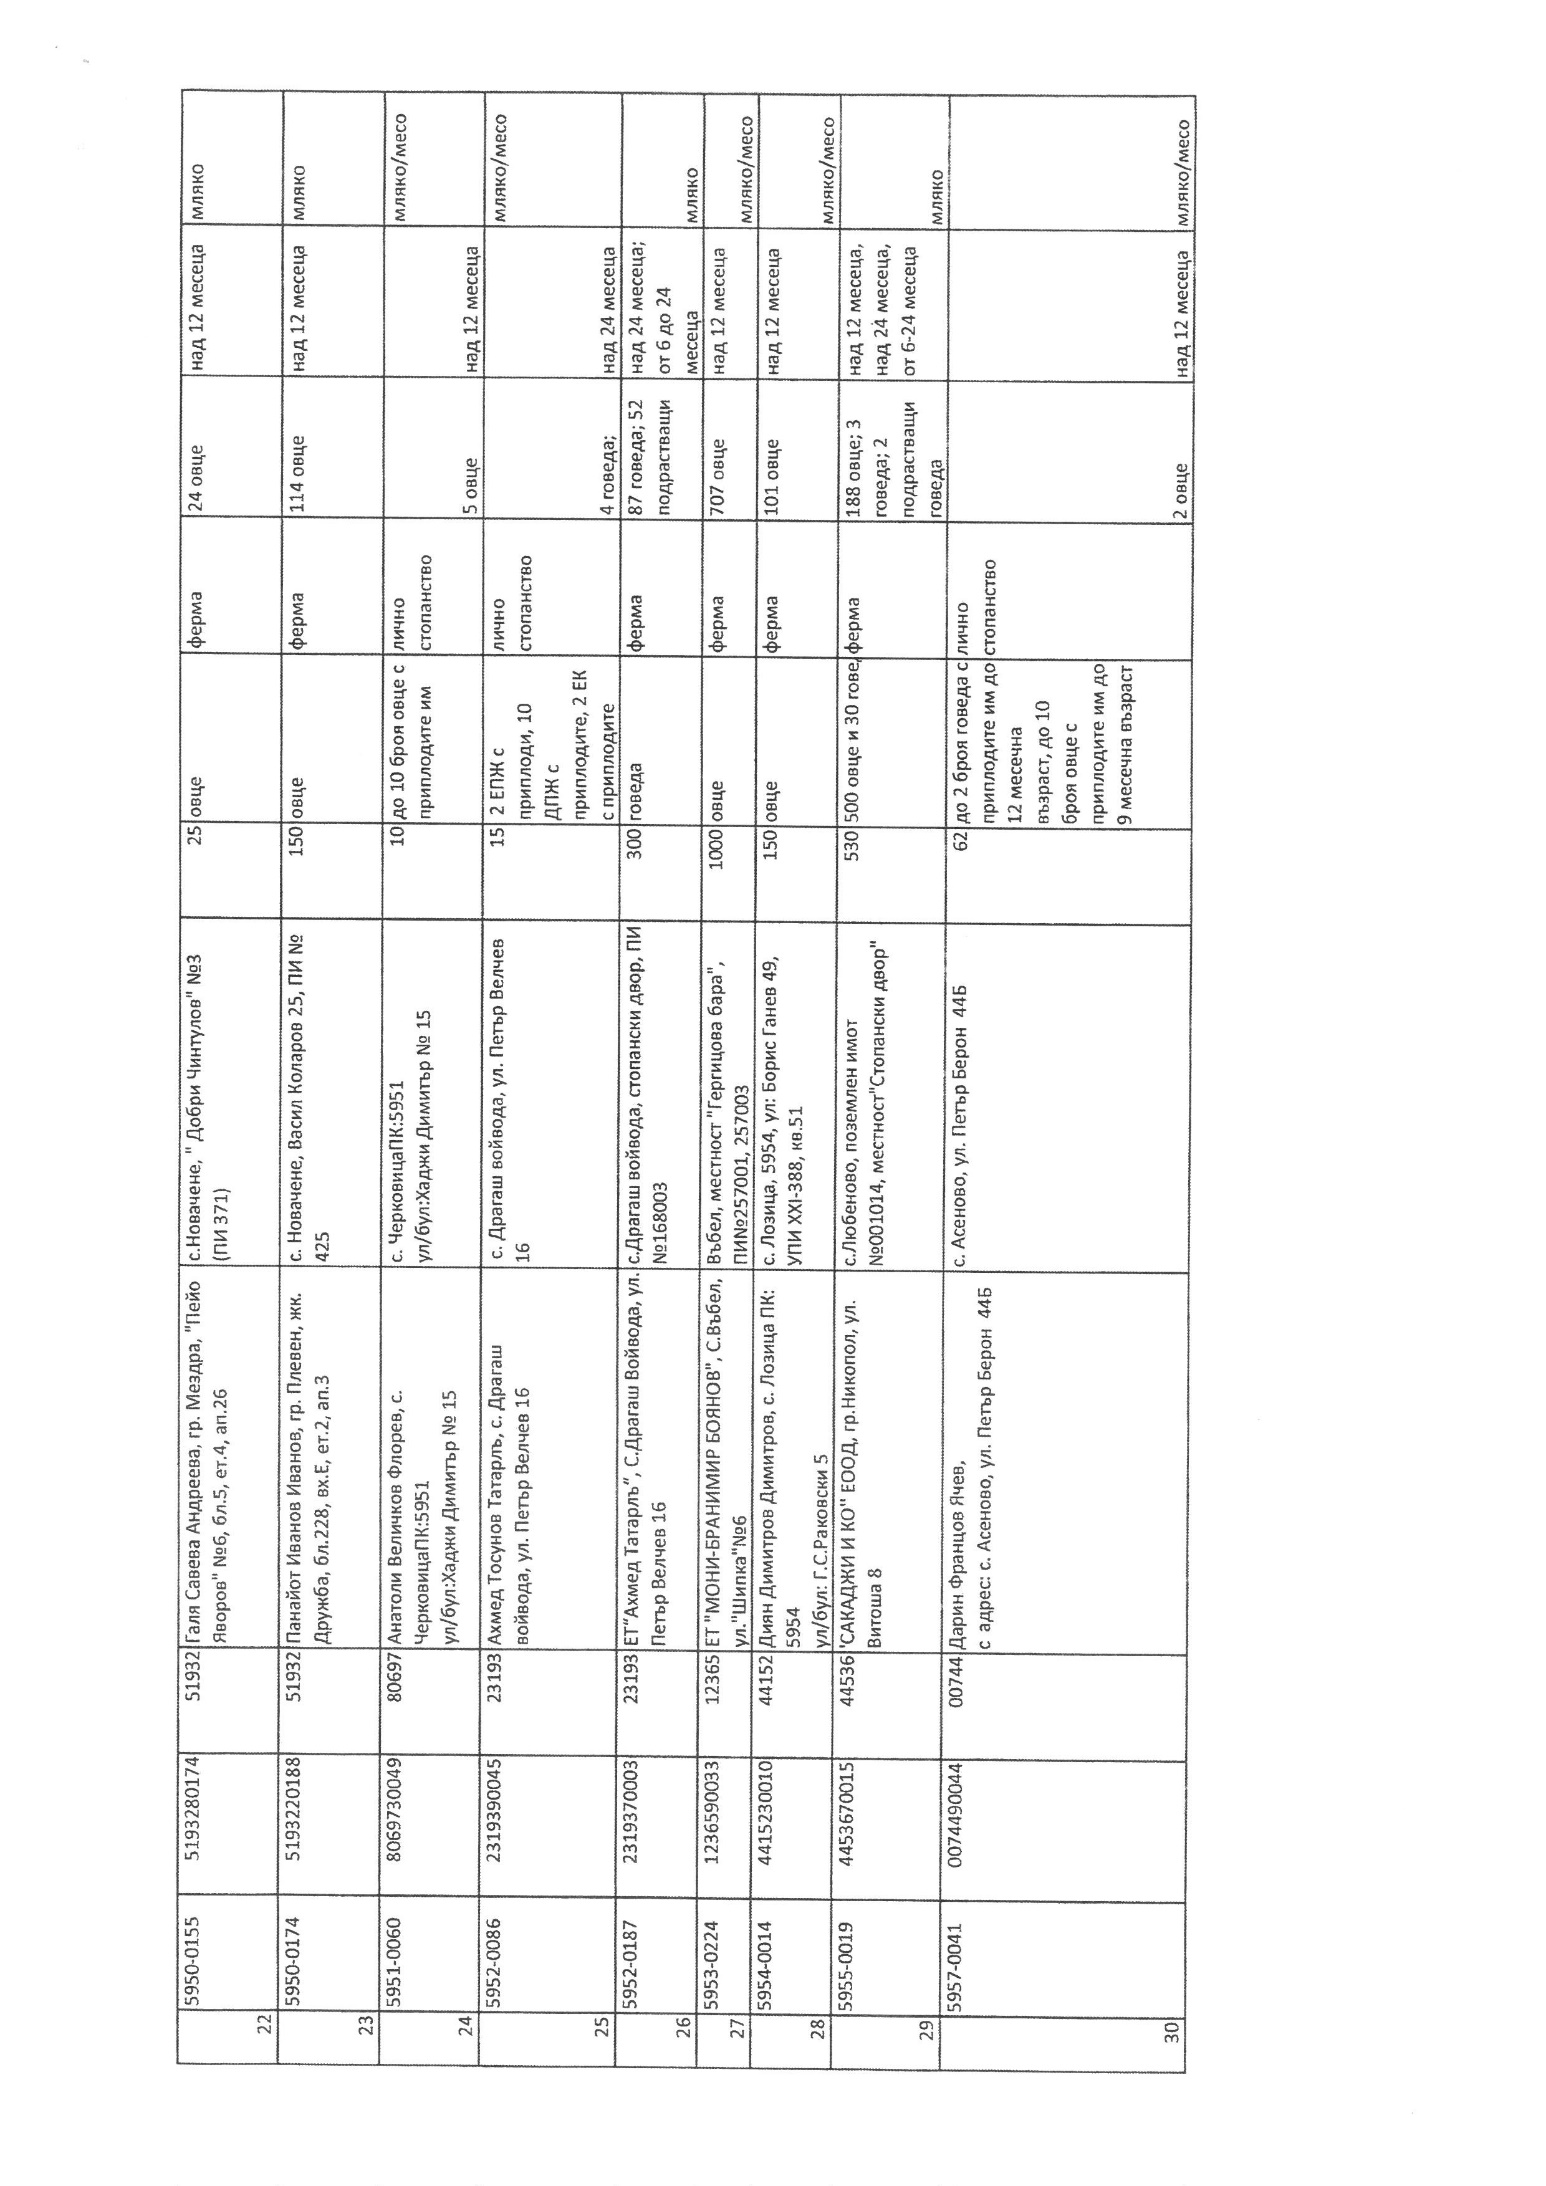 22 5950-0155 5193280174 51932 Галя Савева Андреева, гр. Мездра, "Пейо
Яворов" №6, бл.5, ет.4, ап.26
с.Новачене, " Добри Чинтулов" №3
(ПИ 371)
25 овце ферма 24 овце над 12 месеца мляко
23 5950-0174 5193220188 51932 Панайот Иванов Иванов, гр. Плевен, жк.
Дружба, бл.228, вх.Е, ет.2, ап.3
с. Новачене, Васил Коларов 25, ПИ №
425
150 овце ферма 114 овце над 12 месеца мляко
24 5951-0060 8069730049 80697 Анатоли Величков Флорев, с.
ЧерковицаПК:5951
ул/бул:Хаджи Димитър № 15
с. ЧерковицаПК:5951
ул/бул:Хаджи Димитър № 15
10 до 10 броя овце с
приплодите им
лично
стопанство
5 овце над 12 месеца мляко/месо
25 5952-0086 2319390045 23193 Ахмед Тосунов Татарлъ, с. Драгаш
войвода, ул. Петър Велчев 16
с. Драгаш войвода, ул. Петър Велчев
16
15 2 ЕПЖ с
приплоди, 10
ДПЖ с
приплодите, 2 ЕК
с приплодите
лично
стопанство
4 говеда; над 24 месеца мляко/месо
26 5952-0187 2319370003 23193 ЕТ"Ахмед Татарлъ", С.Драгаш Войвода, ул.
Петър Велчев 16
с.Драгаш войвода, стопански двор, ПИ
№168003
300 говеда ферма 87 говеда; 52
подрастващи
над 24 месеца;
от 6 до 24
месеца
мляко
27 5953-0224 1236590033 12365 ЕТ "МОНИ-БРАНИМИР БОЯНОВ", С.Въбел,
ул."Шипка"№6
Въбел, местност "Гергицова бара",
ПИ№257001, 257003
1000 овце ферма 707 овце над 12 месеца мляко/месо
28 5954-0014 4415230010 44152 Диян Димитров Димитров, с. Лозица ПК:
5954
ул/бул: Г.С.Раковски 5
с. Лозица, 5954, ул: Борис Ганев 49,
УПИ XXI-388, кв.51
150 овце ферма 101 овце над 12 месеца мляко/месо
29 5955-0019 4453670015 44536 'САКАДЖИ И КО" ЕООД, гр.Никопол, ул.
Витоша 8
с.Любеново, поземлен имот
№001014, местност"Стопански двор"
530 500 овце и 30 гове, ферма 188 овце; 3
говеда; 2
подрастващи
говеда
над 12 месеца,
над 24 месеца,
от 6-24 месеца
мляко
30 5957-0041 0074490044 00744 Дарин Францов Ячев,
с адрес: с. Асеново, ул. Петър Берон 44Б
с. Асеново, ул. Петър Берон 44Б
62 до 2 броя говеда с
приплодите им до
12 месечна
възраст, до 10
броя овце с
приплодите им до
9 месечна възраст
лично
стопанство
2 овце над 12 месеца мляко/месо